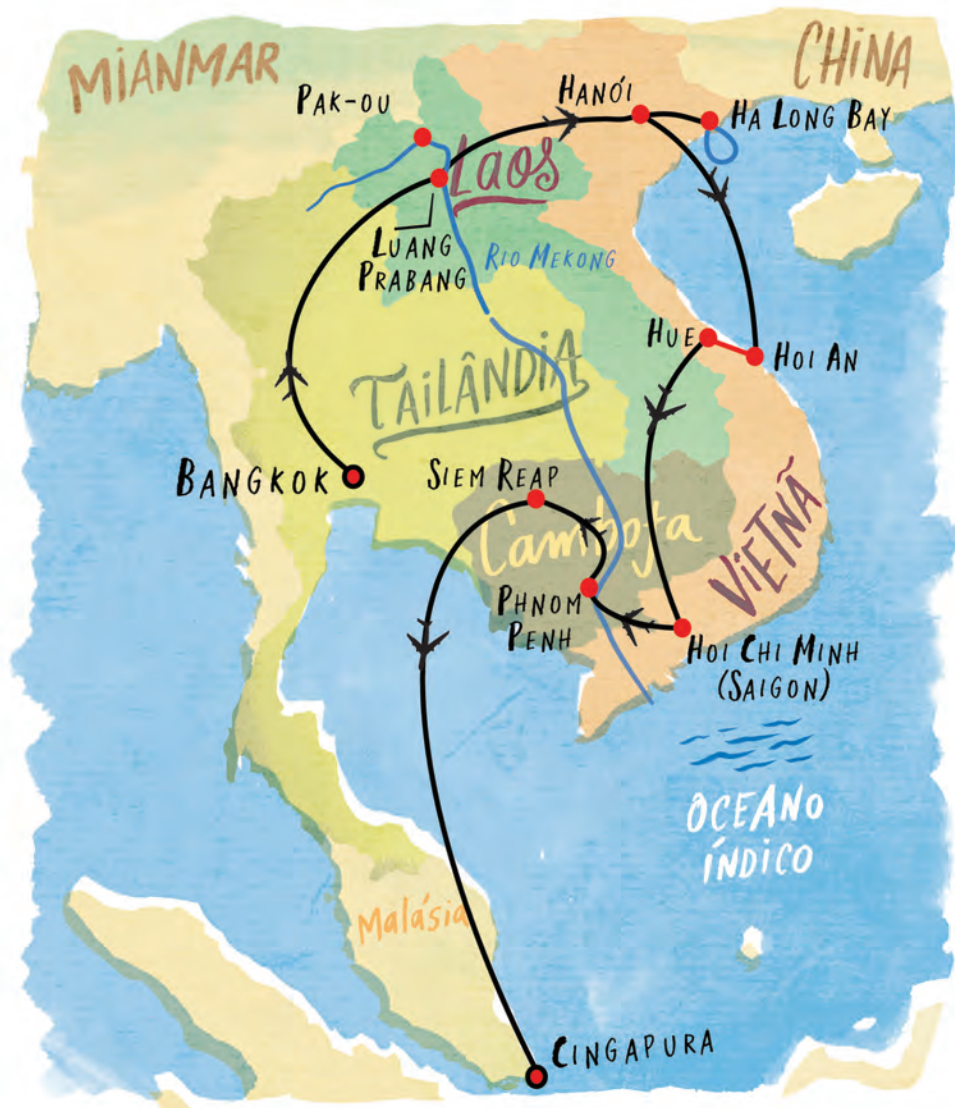 MiANMAR
CHiNA
PAK-OU
HANÓI
HA LONG BAY
LAOS
LUANG
PRABANG
RIO MEKONG
HUE
HOI AN
TAiLÂNDiA
BANGKOK
SIEM REAP
Camboja
ViETNÃ
PHNOM
PENH
HOI CHI MINH
(SAIGON)
OCEANO
ÍNDICO
Malásia
CINGAPURA